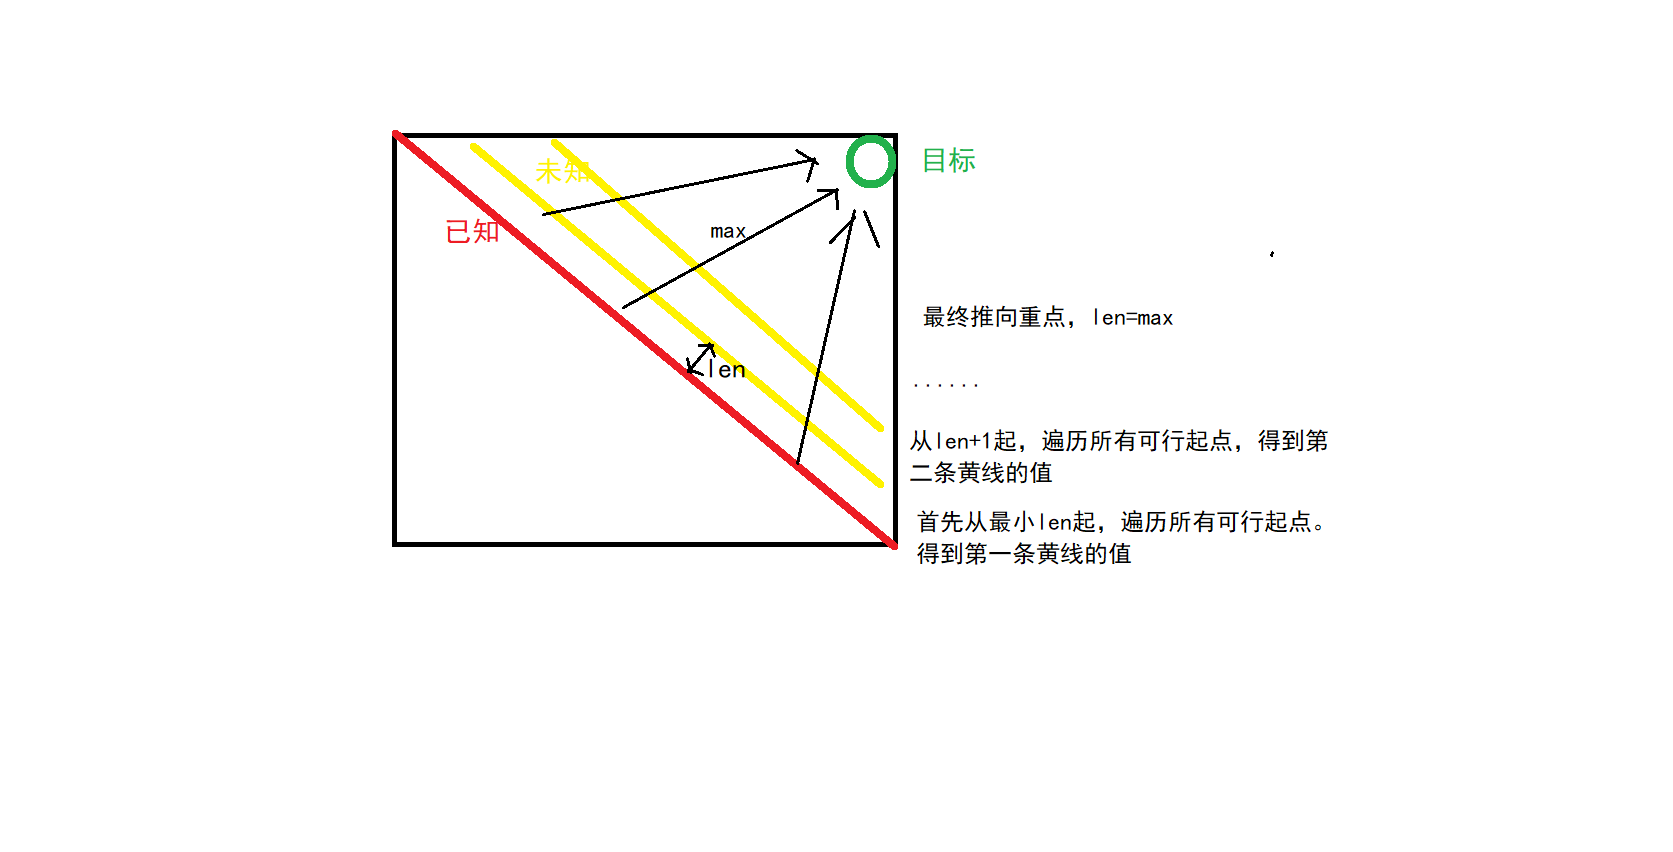 目标
未知
已知
max
最终推向重点，len=max
len
......
从len+1起，遍历所有可行起点，得到第
二条黄线的值
首先从最小len起，遍历所有可行起点。
得到第一条黄线的值